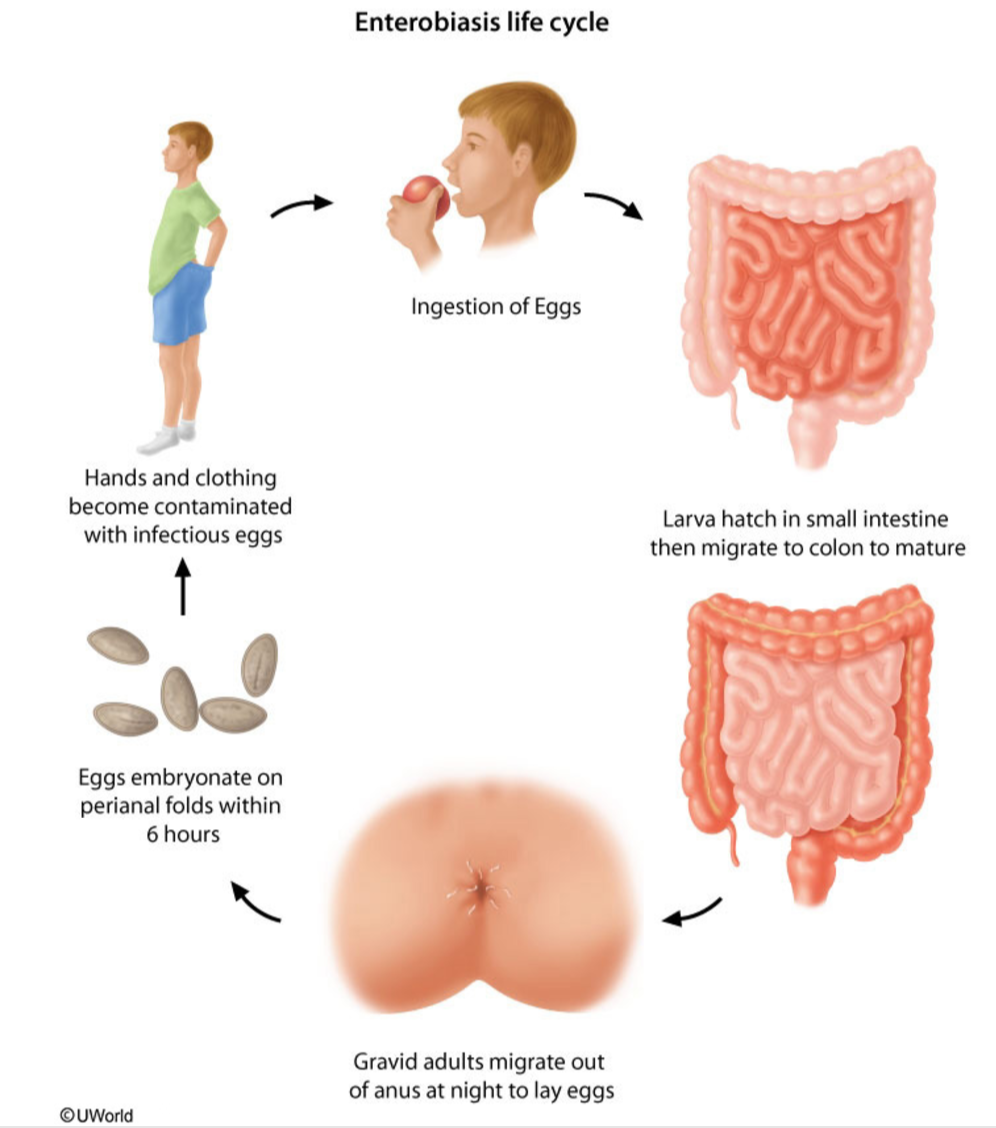 Enterobiasis life cycle
Ingestion of Eggs
Larva hatch in small intestine
then migrate to colon to mature
Gravid adults migrate out
of anus at night to lay eggs
Eggs embryonate on
perianal folds within
6 hours
Hands and clothing
become contaminated
with infectious eggs
©UWorld